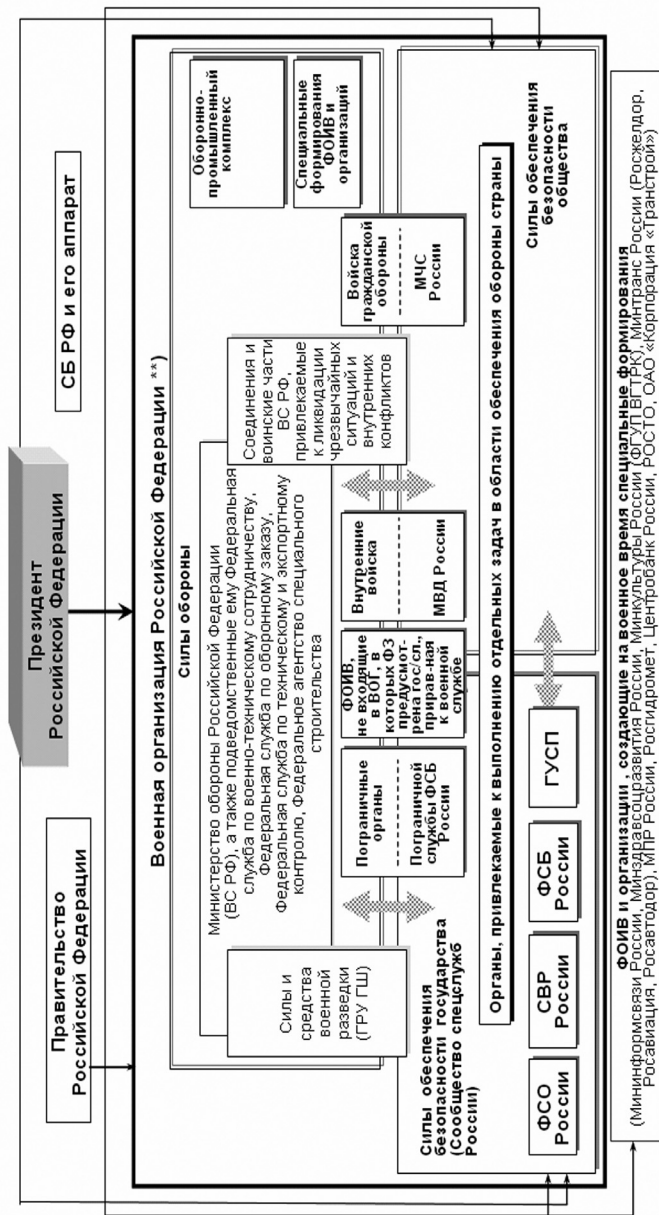 Президент
Российской Федерации
Правительство
Российской Федерации
СБ РФ и его аппарат
Военная организация Российской Федерации **)
Силы обороны
Министерство обороны Российской Федерации
(ВС РФ), а также подведомственные ему Федеральная
служба по военно-техническому сотрудничеству,
Федеральная служба по оборонному заказу,
Федеральная служба по техническому и экспортному
контролю, Федеральное агентство специального
строительства
Силы и
средства
военной
разведки
(ГРУ ГШ)
Соединения и
воинские части
ВС РФ,
привлекаемые
к ликвидации
чрезвычайных
ситуаций и
внутренних
конфликтов
Оборонно-
промышленный
комплекс
Специальные
формирования
ФОИВ и
организаций
Пограничные
органы
Пограничной
службы ФСБ
России
ФОИВ,
не входящие
в ВОГ, в
которых ФЗ
предусмот-
рена гос/сл.,
прирав-ная
к военной
службе
Внутренние
войска
МВД России
Войска
гражданской
обороны
МЧС
России
Силы обеспечения
безопасности государства
(Сообщество спецслужб
России)
Органы, привлекаемые к выполнению отдельных задач в области обеспечения обороны страны
ФСО
России
СВР
России
ФСБ
России
ГУСП
Силы обеспечения
безопасности
общества
ФОИВ и организации , создающие на военное время специальные формирования
(Мининформсвязи России, Минздравсоцразвития России, Минкультуры России (ФГУП ВГТРК), Минтранс России (Росжелдор,
Росавиация, Росавтодор), МПР России, Росгидромет, Центробанк России, РОСТО, ОАО «Корпорация «Трансстрой»)